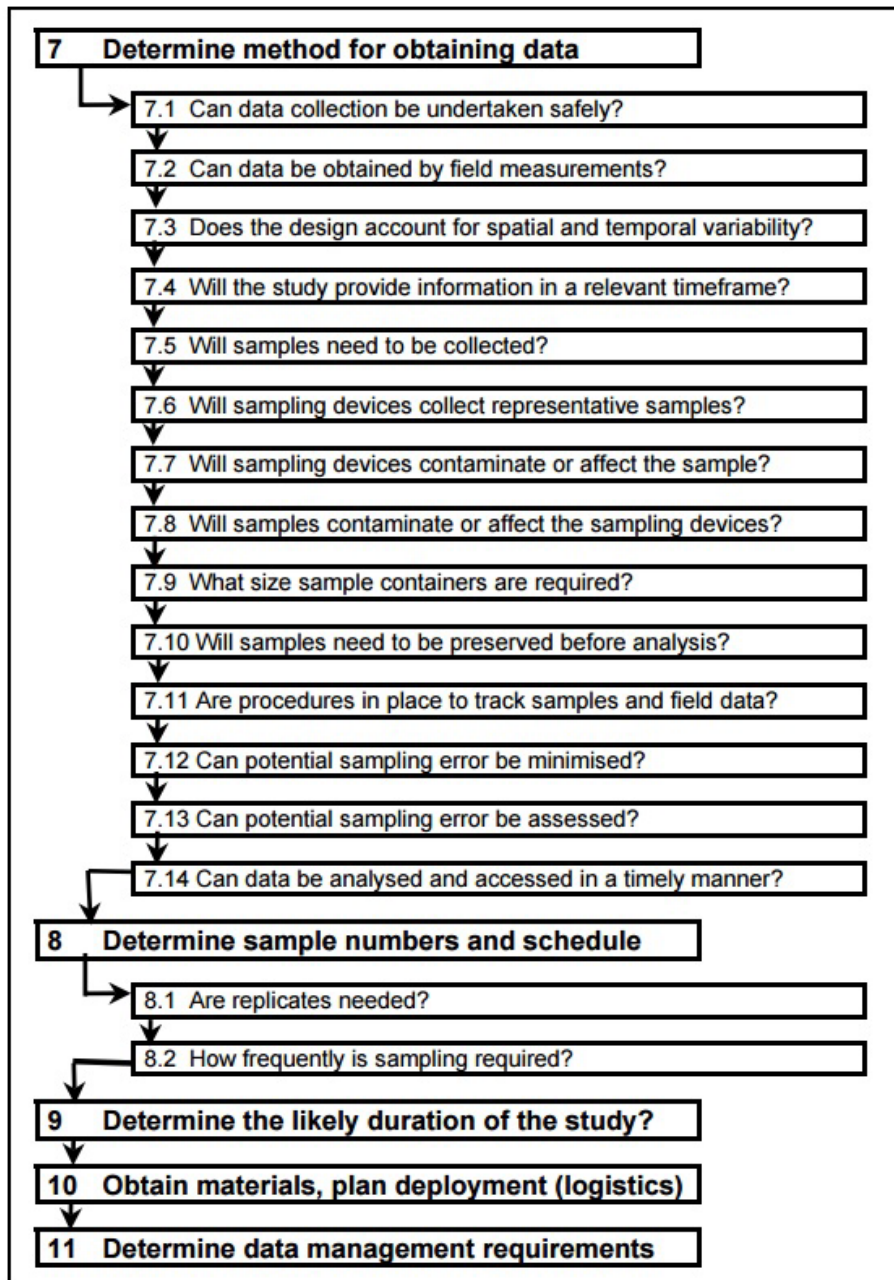 7 Determine method for obtaining data
7.1 Can data collection be undertaken safely?
7.2 Can data be obtained by field measurements?
7.3 Does the design account for spatial and temporal variability?
7.4 Will the study provide information in a relevant timeframe?
7.5 Will samples need to be collected?
7.6 Will sampling devices collect representative samples?
7.7 Will sampling devices contaminate or affect the sample?
7.8 Will samples contaminate or affect the sampling devices?
7.9 What size sample containers are required?
7.10 Will samples need to be preserved before analysis?
7.11 Are procedures in place to track samples and field data?
7.12 Can potential sampling error be minimised?
7.13 Can potential sampling error be assessed?
7.14 Can data be analysed and accessed in a timely manner?
8 Determine sample numbers and schedule
8.1 Are replicates needed?
8.2 How frequently is sampling required?
9 Determine the likely duration of the study?
10 Obtain materials, plan deployment (logistics)
11 Determine data management requirements